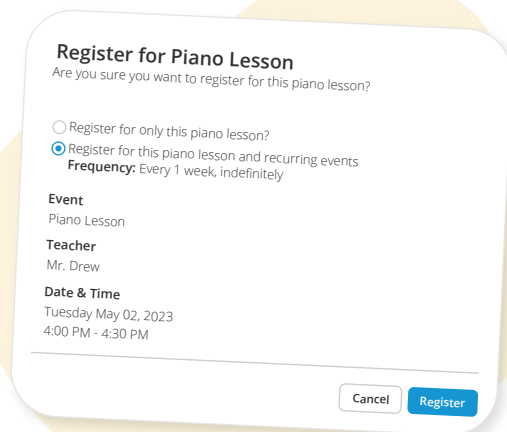 Register for Piano Lesson
Are you sure you want to register for this piano lesson?
Register for only this piano lesson?
Register for this piano lesson and recurring events
Frequency: Every 1 week, indefinitely
Event
Piano Lesson
Teacher
Mr. Drew
Date & Time
Tuesday May 02, 2023
4:00 PM - 4:30 PM
Cancel
Register